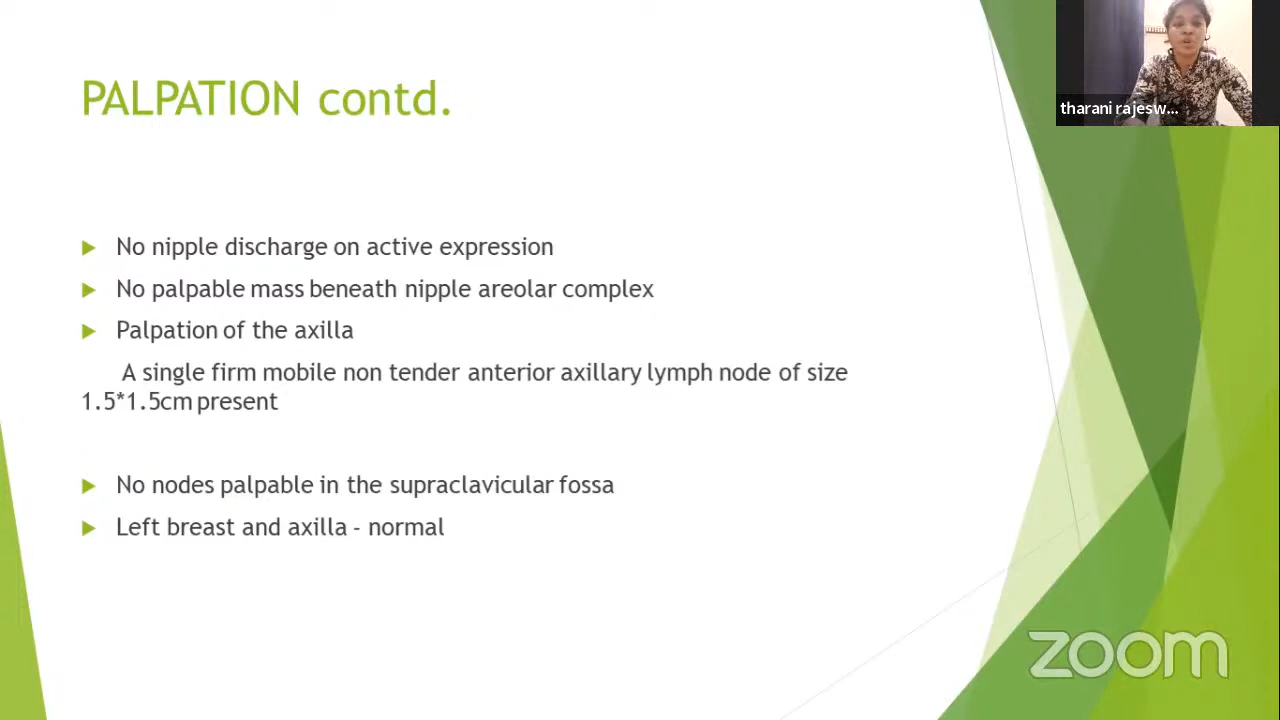 PALPATION contd.
tharani rajesw...
No nipple discharge on active expression
No palpable mass beneath nipple areolar complex
Palpation of the axilla
A single firm mobile non tender anterior axillary lymph node of size
1.5*1.5cm present
No nodes palpable in the supraclavicular fossa
Left breast and axilla - normal
zoom